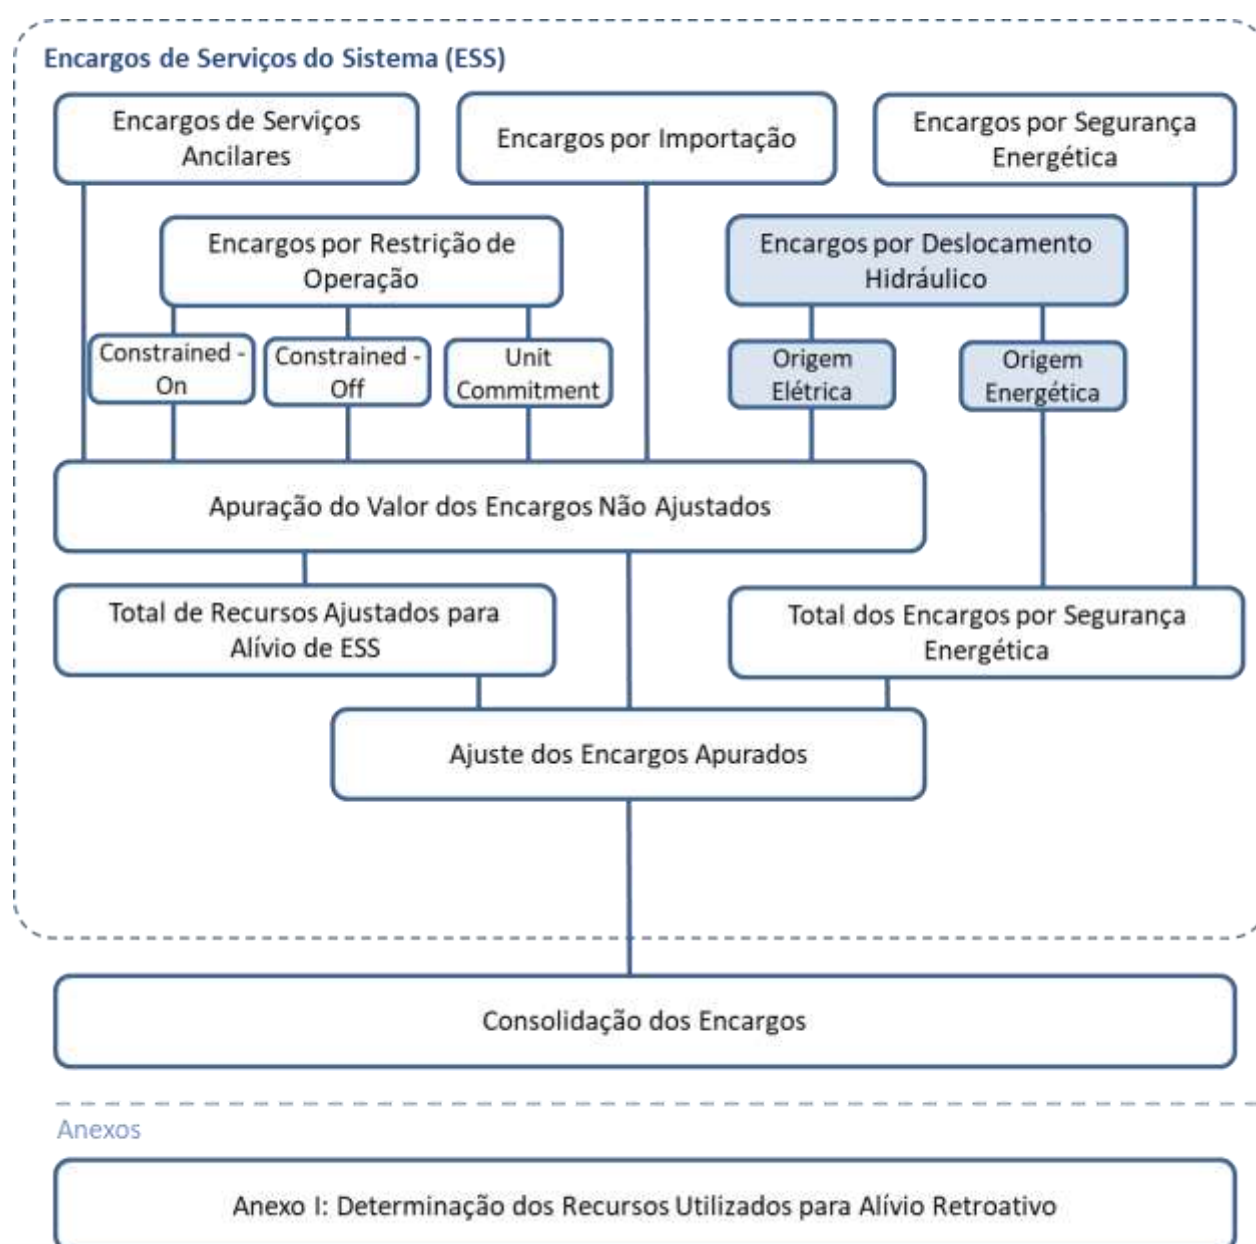 Encargos de Serviços do Sistema (ESS)
Encargos de Serviços
Ancilares
Encargos por Importação
Encargos por Segurança
Energética
Encargos por Restrição de
Operação
Encargos por Deslocamento
Hidráulico
Constrained -
On
Constrained -
Off
Unit
Commitment
Origem
Elétrica
Origem
Energética
Apuração do Valor dos Encargos Não Ajustados
Total de Recursos Ajustados para
Alívio de ESS
Total dos Encargos por Segurança
Energética
Ajuste dos Encargos Apurados
Consolidação dos Encargos
Anexos
Anexo I: Determinação dos Recursos Utilizados para Alívio Retroativo